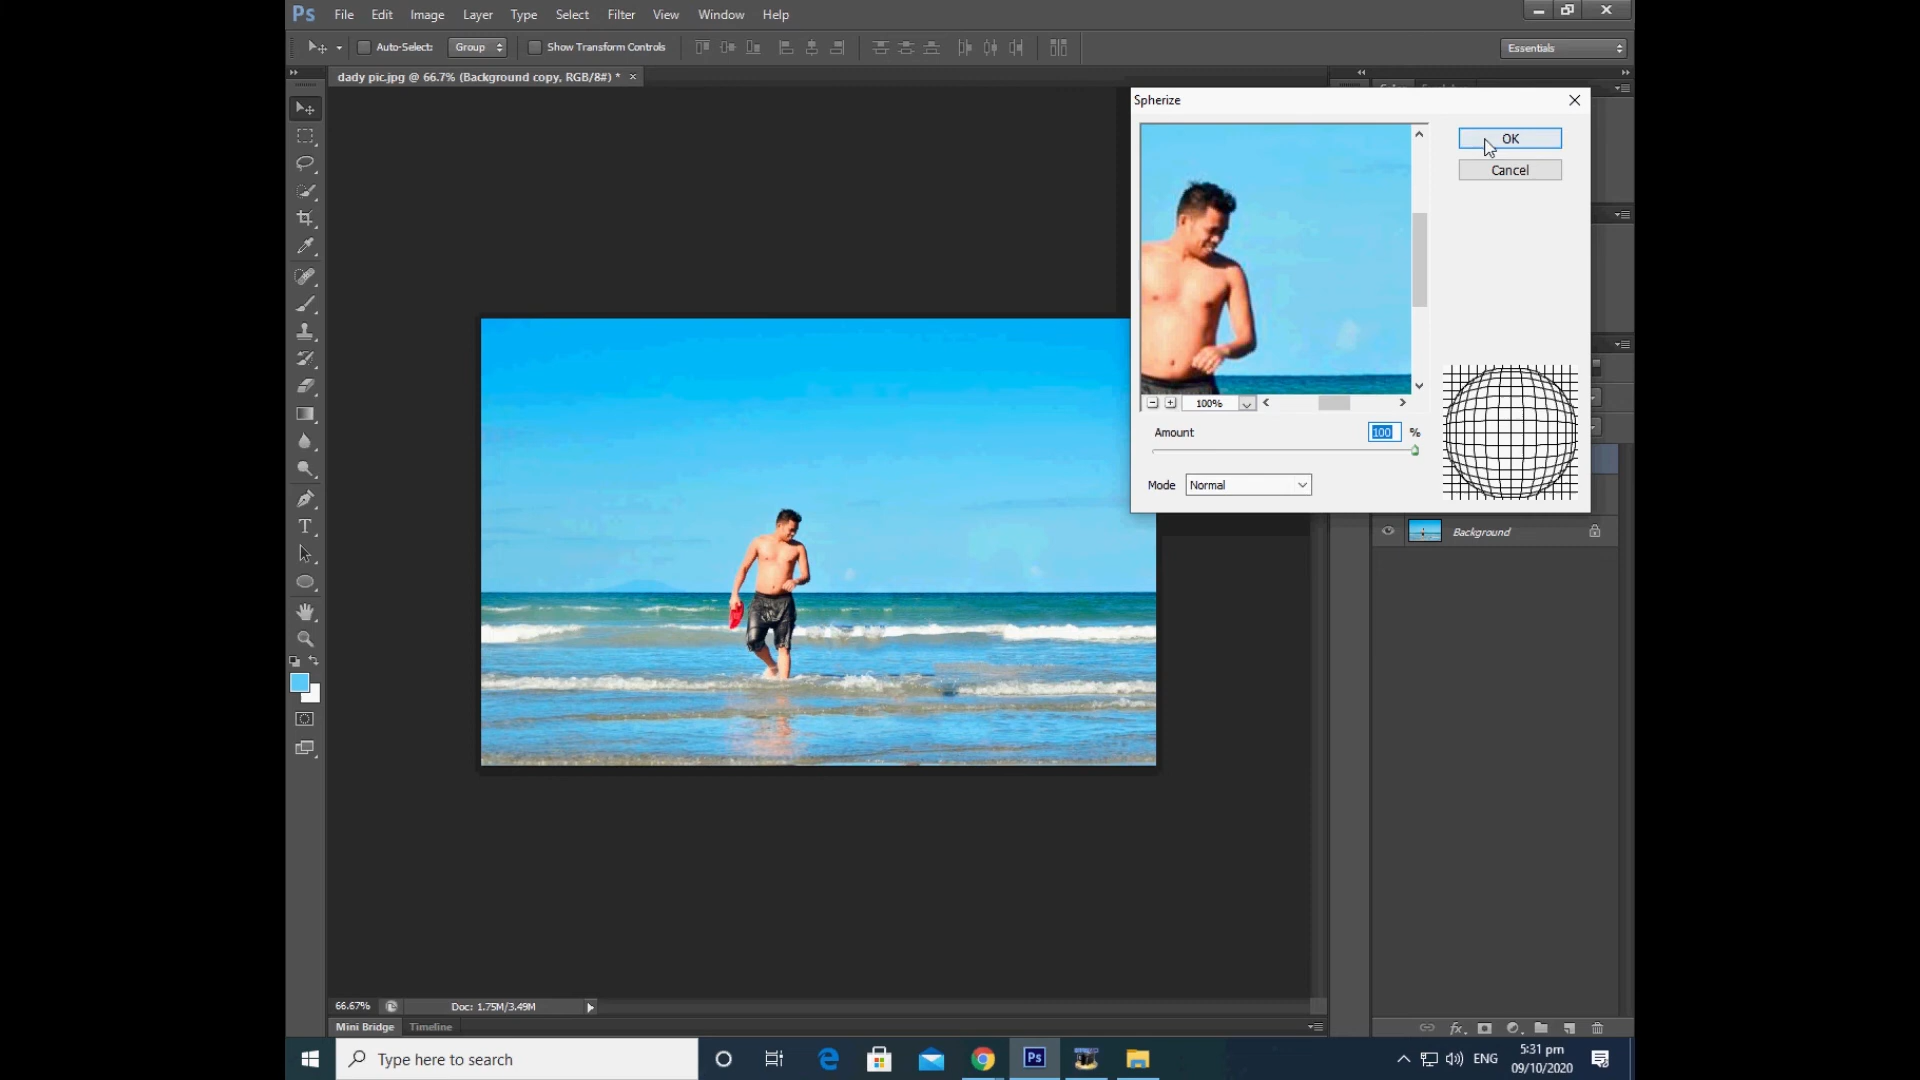 Ps File Edit Image Layer Type Select Filter View Window Help
Auto-Select: Group Show Transform Controls Essentials
dady pic.jpg @ 66.7% (Background copy, RGB/8#) * ×
Spherize
OK
Cancel
100%
Amount 100 %
Mode Normal
T
Background
66.67% Doc: 1.75M/3.49M
Mini Bridge Timeline
fx
Type here to search
Ps
ENG
5:31 pm
09/10/2020